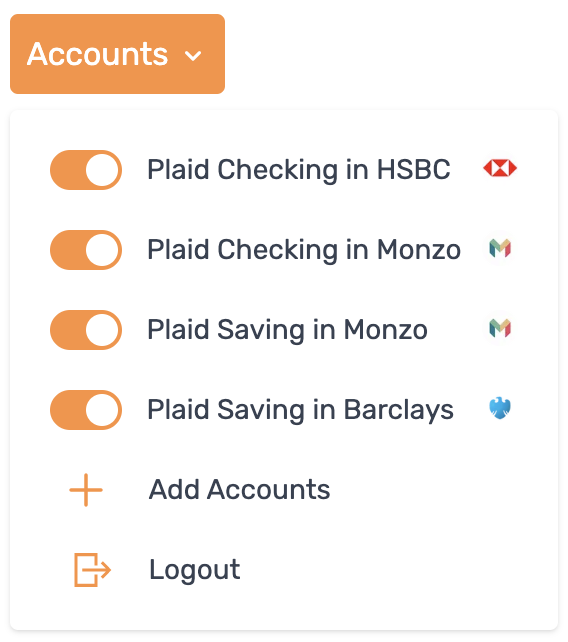 Accounts
Plaid Checking in HSBC
Plaid Checking in Monzo
Plaid Saving in Monzo
Plaid Saving in Barclays
Add Accounts
Logout